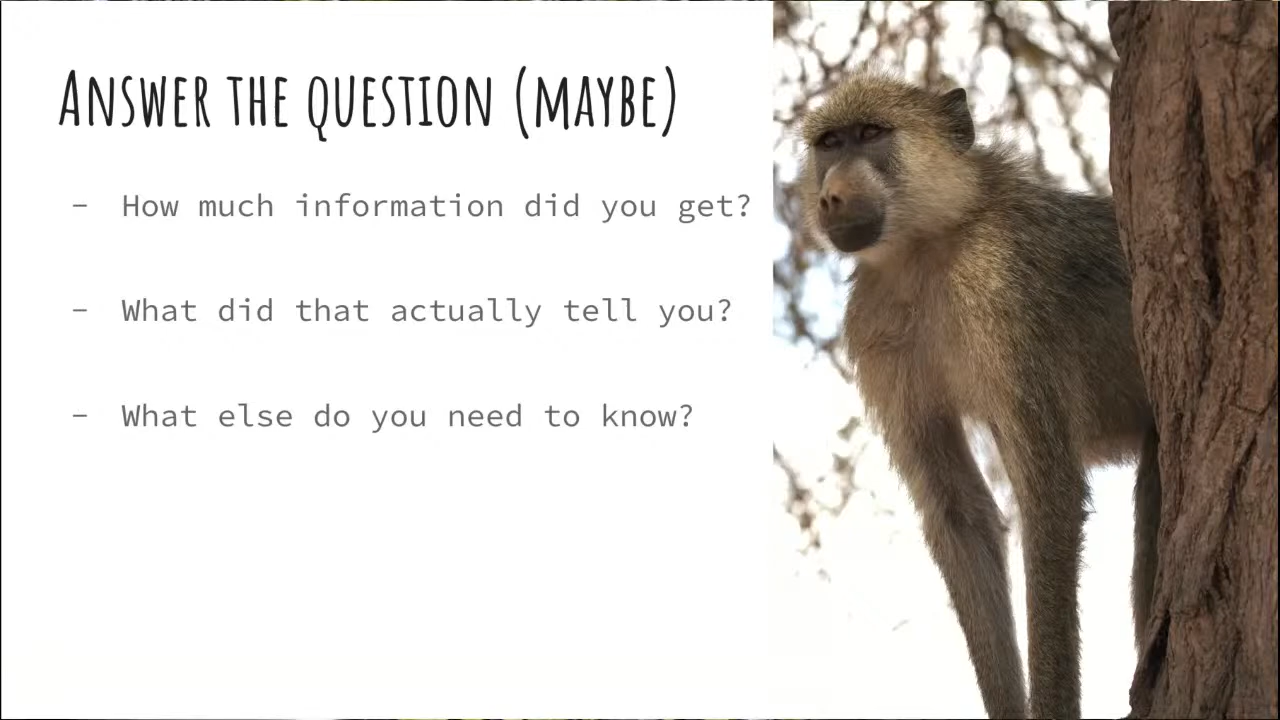 Answer the question (maybe)
- How much information did you get?
- What did that actually tell you?
- What else do you need to know?